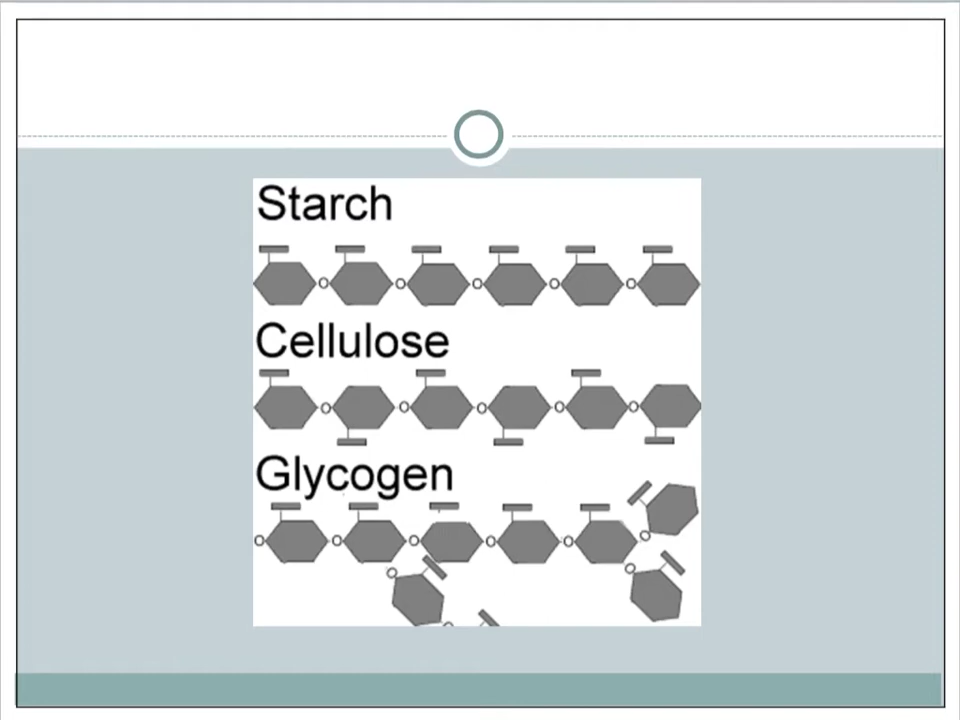 Starch
o o o o o
Cellulose
o o o o o
Glycogen
o o o o o o
o o
o